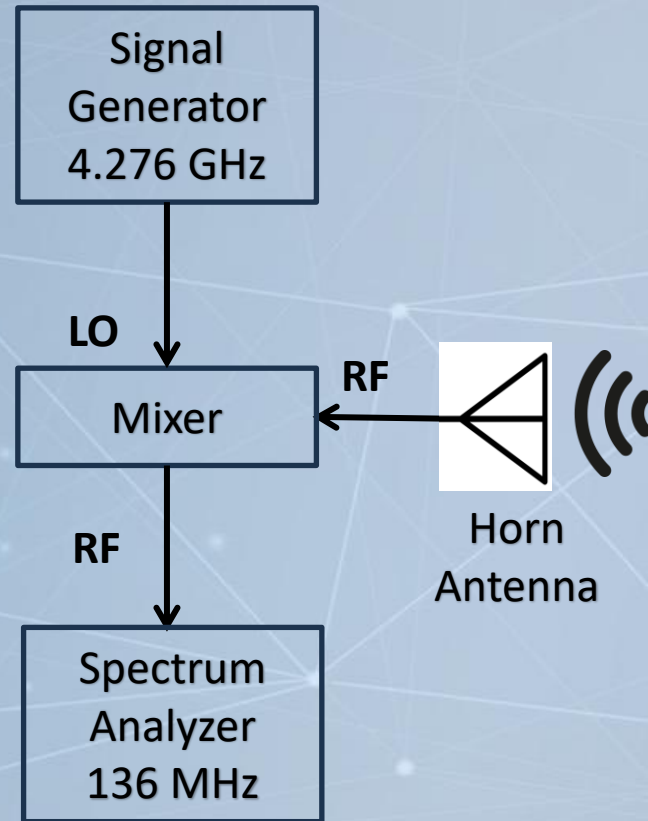 Signal
Generator
4.276 GHz
LO
RF
Mixer
Horn
Antenna
RF
Spectrum
Analyzer
136 MHz